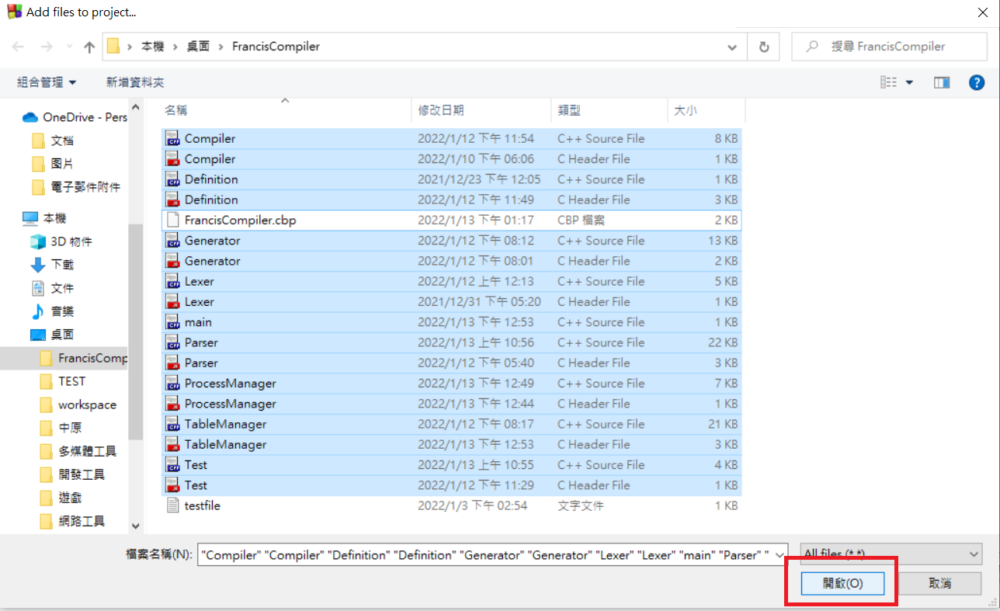 Add files to project...
本機 › 桌面 › FrancisCompiler
搜尋 FrancisCompiler
組合管理
新增資料夾
OneDrive - Pers
文档
图片
電子郵件附件
本機
3D 物件
下載
文件
音樂
桌面
FrancisComp
TEST
workspace
中原
多媒體工具
開發工具
遊戲
網路工具
名稱 修改日期 類型 大小
Compiler 2022/1/12 下午 11:54 C++ Source File 8 KB
Compiler 2022/1/10 下午 06:06 C Header File 1 KB
Definition 2021/12/23 下午 12:05 C++ Source File 1 KB
Definition 2022/1/12 下午 11:49 C Header File 3 KB
FrancisCompiler.cbp 2022/1/13 下午 01:17 CBP 檔案 2 KB
Generator 2022/1/12 下午 08:12 C++ Source File 13 KB
Generator 2022/1/12 下午 08:01 C Header File 2 KB
Lexer 2022/1/12 上午 12:13 C++ Source File 5 KB
Lexer 2021/12/31 下午 05:20 C Header File 1 KB
main 2022/1/13 下午 12:53 C++ Source File 1 KB
Parser 2022/1/13 上午 10:56 C++ Source File 22 KB
Parser 2022/1/12 下午 05:40 C Header File 3 KB
ProcessManager 2022/1/13 下午 12:49 C++ Source File 7 KB
ProcessManager 2022/1/13 下午 12:44 C Header File 1 KB
TableManager 2022/1/12 下午 08:17 C++ Source File 21 KB
TableManager 2022/1/13 下午 12:53 C Header File 3 KB
Test 2022/1/13 上午 10:55 C++ Source File 4 KB
Test 2022/1/12 下午 11:29 C Header File 1 KB
testfile 2022/1/3 下午 02:54 文字文件 1 KB
檔案名稱(N): "Compiler" "Compiler" "Definition" "Definition" "Generator" "Generator" "Lexer" "Lexer" "main" "Parser" "
All files (*.*)
開啟(O)
取消